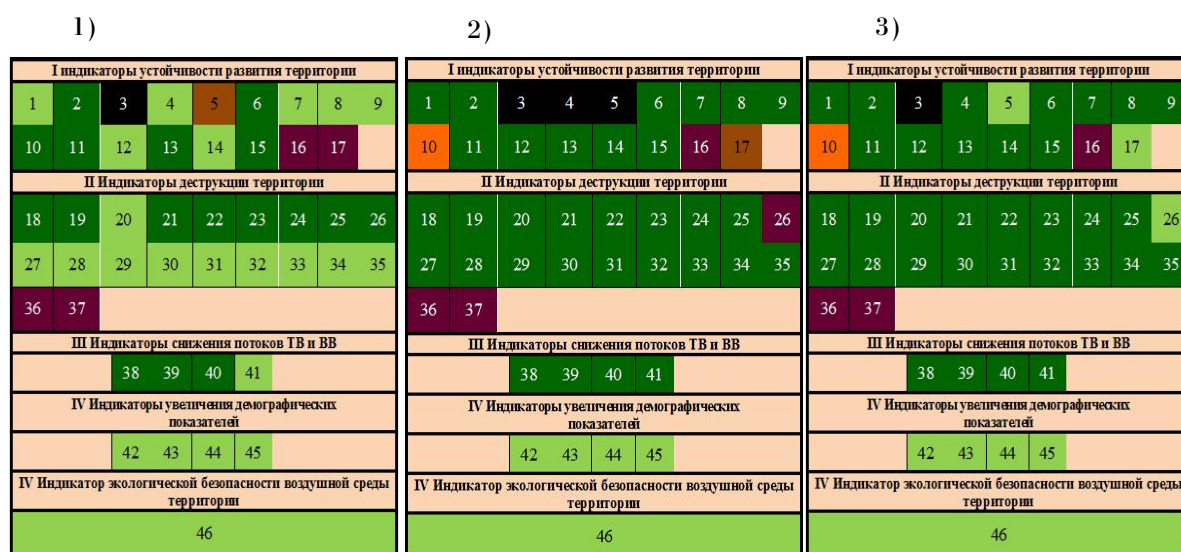 1)
I индикаторы устойчивости развития территории
1 2 3 4 5 6 7 8 9
10 11 12 13 14 15 16 17
II Индикаторы деструкции территории
18 19 20 21 22 23 24 25 26
27 28 29 30 31 32 33 34 35
36 37
III Индикаторы снижения потоков ТВ и ВВ
38 39 40 41
IV Индикаторы увеличения демографических
показателей
42 43 44 45
IV Индикатор экологической безопасности воздушной среды
территории
46
2)
I индикаторы устойчивости развития территории
1 2 3 4 5 6 7 8 9
10 11 12 13 14 15 16 17
II Индикаторы деструкции территории
18 19 20 21 22 23 24 25 26
27 28 29 30 31 32 33 34 35
36 37
III Индикаторы снижения потоков ТВ и ВВ
38 39 40 41
IV Индикаторы увеличения демографических
показателей
42 43 44 45
IV Индикатор экологической безопасности воздушной среды
территории
46
3)
I индикаторы устойчивости развития территории
1 2 3 4 5 6 7 8 9
10 11 12 13 14 15 16 17
II Индикаторы деструкции территории
18 19 20 21 22 23 24 25 26
27 28 29 30 31 32 33 34 35
36 37
III Индикаторы снижения потоков ТВ и ВВ
38 39 40 41
IV Индикаторы увеличения демографических
показателей
42 43 44 45
IV Индикатор экологической безопасности воздушной среды
территории
46